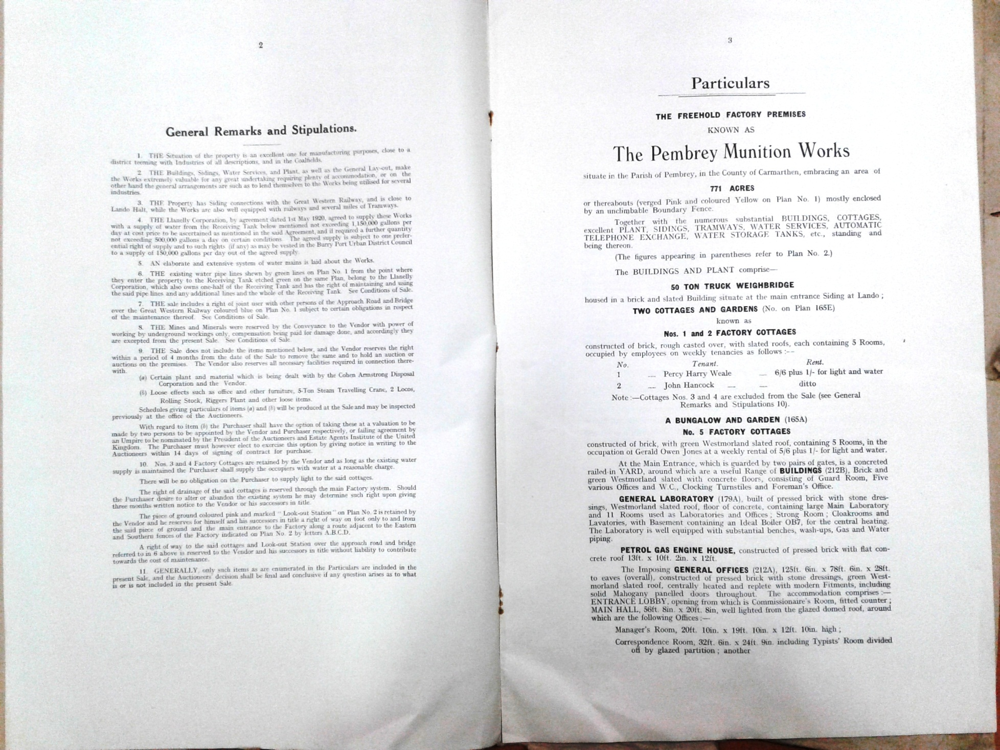 2
General Remarks and Stipulations.
1. THE Situation of the property is an excellent one for manufacturing purposes, close to a
district teeming with Industries of all descriptions, and in the Coalfields.
2. THE Buildings, Sidings, Water Services, and Plant, as well as the General Lay-out, make
the Works extremely valuable for any great undertaking requiring plenty of accommodation, or on the
other hand the general arrangements are such as to lend themselves to the Works being utilised for several
industries.
3. THE Property has Siding connections with the Great Western Railway, and is close to
Lando Halt, while the Works are also well equipped with railways and several miles of Tramways.
4. THE Llanelly Corporation, by agreement dated 1st May 1920, agreed to supply these Works
with a supply of water from the Receiving Tank below mentioned not exceeding 1,150,000 gallons per
day at cost price to be ascertained as mentioned in the said Agreement, and if required a further quantity
not exceeding 500,000 gallons a day on certain conditions. The agreed supply is subject to one prefer-
ential right of supply and to such rights (if any) as may be vested in the Burry Port Urban District Council
to a supply of 150,000 gallons per day out of the agreed supply.
5. AN elaborate and extensive system of water mains is laid about the Works.
6. THE existing water pipe lines shewn by green lines on Plan No. 1 from the point where
they enter the property to the Receiving Tank etched green on the same Plan, belong to the Llanelly
Corporation, which also owns one-half of the Receiving Tank and has the right of maintaining and using
the said pipe lines and any additional lines and the whole of the Receiving Tank. See Conditions of Sale.
7. THE sale includes a right of joint user with other persons of the Approach Road and Bridge
over the Great Western Railway coloured blue on Plan No. 1 subject to certain obligations in respect
of the maintenance thereof. See Conditions of Sale.
8. THE Mines and Minerals were reserved by the Conveyance to the Vendor with power of
working by underground workings only, compensation being paid for damage done, and accordingly they
are excepted from the present Sale. See Conditions of Sale.
9. THE Sale does not include the items mentioned below, and the Vendor reserves the right
within a period of 4 months from the date of the Sale to remove the same and to hold an auction or
auctions on the premises. The Vendor also reserves all necessary facilities required in connection there-
with.
(a) Certain plant and material which is being dealt with by the Cohen Armstrong Disposal
Corporation and the Vendor.
(b) Loose effects such as office and other furniture, 5-Ton Steam Travelling Crane, 2 Locos,
Rolling Stock, Riggers Plant and other loose items.
Schedules giving particulars of items (a) and (b) will be produced at the Sale and may be inspected
previously at the office of the Auctioneers.
With regard to item (b) the Purchaser shall have the option of taking these at a valuation to be
made by two persons to be appointed by the Vendor and Purchaser respectively, or failing agreement by
an Umpire to be nominated by the President of the Auctioneers and Estate Agents Institute of the United
Kingdom. The Purchaser must however elect to exercise this option by giving notice in writing to the
Auctioneers within 14 days of signing of contract for purchase.
10. Nos. 3 and 4 Factory Cottages are retained by the Vendor and as long as the existing water
supply is maintained the Purchaser shall supply the occupiers with water at a reasonable charge.
There will be no obligation on the Purchaser to supply light to the said cottages.
The right of drainage of the said cottages is reserved through the main Factory system. Should
the Purchaser desire to alter or abandon the existing system he may determine such right upon giving
three months written notice to the Vendor or his successors in title.
The piece of ground coloured pink and marked "Look-out Station" on Plan No. 2 is retained by
the Vendor and he reserves for himself and his successors in title a right of way on foot only to and from
the said piece of ground and the main entrance to the Factory along a route adjacent to the Eastern
and Southern fences of the Factory indicated on Plan No. 2 by letters A.B.C.D.
A right of way to the said cottages and Look-out Station over the approach road and bridge
referred to in 6 above is reserved to the Vendor and his successors in title without liability to contribute
towards the cost of maintenance.
11. GENERALLY, only such items as are enumerated in the Particulars are included in the
present Sale, and the Auctioneers' decision shall be final and conclusive if any question arises as to what
is or is not included in the present Sale.
3
Particulars
THE FREEHOLD FACTORY PREMISES
KNOWN AS
The Pembrey Munition Works
situate in the Parish of Pembrey, in the County of Carmarthen, embracing an area of
771 ACRES
or thereabouts (verged Pink and coloured Yellow on Plan No. 1) mostly enclosed
by an unclimbable Boundary Fence.
Together with the numerous substantial BUILDINGS, COTTAGES,
excellent PLANT, SIDINGS, TRAMWAYS, WATER SERVICES, AUTOMATIC
TELEPHONE EXCHANGE, WATER STORAGE TANKS, etc., standing and
being thereon.
(The figures appearing in parentheses refer to Plan No. 2.)
The BUILDINGS AND PLANT comprise—
50 TON TRUCK WEIGHBRIDGE
housed in a brick and slated Building situate at the main entrance Siding at Lando ;
TWO COTTAGES AND GARDENS (No. on Plan 165E)
known as
Nos. 1 and 2 FACTORY COTTAGES
constructed of brick, rough casted over, with slated roofs, each containing 5 Rooms,
occupied by employees on weekly tenancies as follows :--
No. Tenant. Rent.
1 — Percy Harry Weale — 6/6 plus 1/- for light and water
2 — John Hancock — — ditto
Note :—Cottages Nos. 3 and 4 are excluded from the Sale (see General
Remarks and Stipulations 10).
A BUNGALOW AND GARDEN (165A)
No. 5 FACTORY COTTAGES
constructed of brick, with green Westmorland slated roof, containing 5 Rooms, in the
occupation of Gerald Owen Jones at a weekly rental of 5/6 plus 1/- for light and water.
At the Main Entrance, which is guarded by two pairs of gates, is a concreted
railed-in YARD, around which are a useful Range of BUILDINGS (212B), Brick and
green Westmorland slated with concrete floors, consisting of Guard Room, Five
various Offices and W.C., Clocking Turnstiles and Foreman's Office.
GENERAL LABORATORY (179A), built of pressed brick with stone dres-
sings, Westmorland slated roof, floor of concrete, containing large Main Laboratory
and 11 Rooms used as Laboratories and Offices ; Strong Room ; Cloakrooms and
Lavatories, with Basement containing an Ideal Boiler OB7, for the central heating.
The Laboratory is well equipped with substantial benches, wash-ups, Gas and Water
piping.
PETROL GAS ENGINE HOUSE, constructed of pressed brick with flat con-
crete roof 13ft. x 10ft. 2in. x 12ft.
The Imposing GENERAL OFFICES (212A), 125ft. 6in. x 78ft. 6in. x 28ft.
to eaves (overall), constructed of pressed brick with stone dressings, green West-
morland slated roof, centrally heated and replete with modern Fitments, including
solid Mahogany panelled doors throughout. The accommodation comprises :—
ENTRANCE LOBBY, opening from which is Commissionaire's Room, fitted counter ;
MAIN HALL, 56ft. 8in. x 20ft. 8in, well lighted from the glazed domed roof, around
which are the following Offices :—
Manager's Room, 20ft. 10in. x 19ft. 10in. x 12ft. 10in. high ;
Correspondence Room, 32ft. 6in. x 24ft. 9in. including Typists' Room divided
off by glazed partition ; another